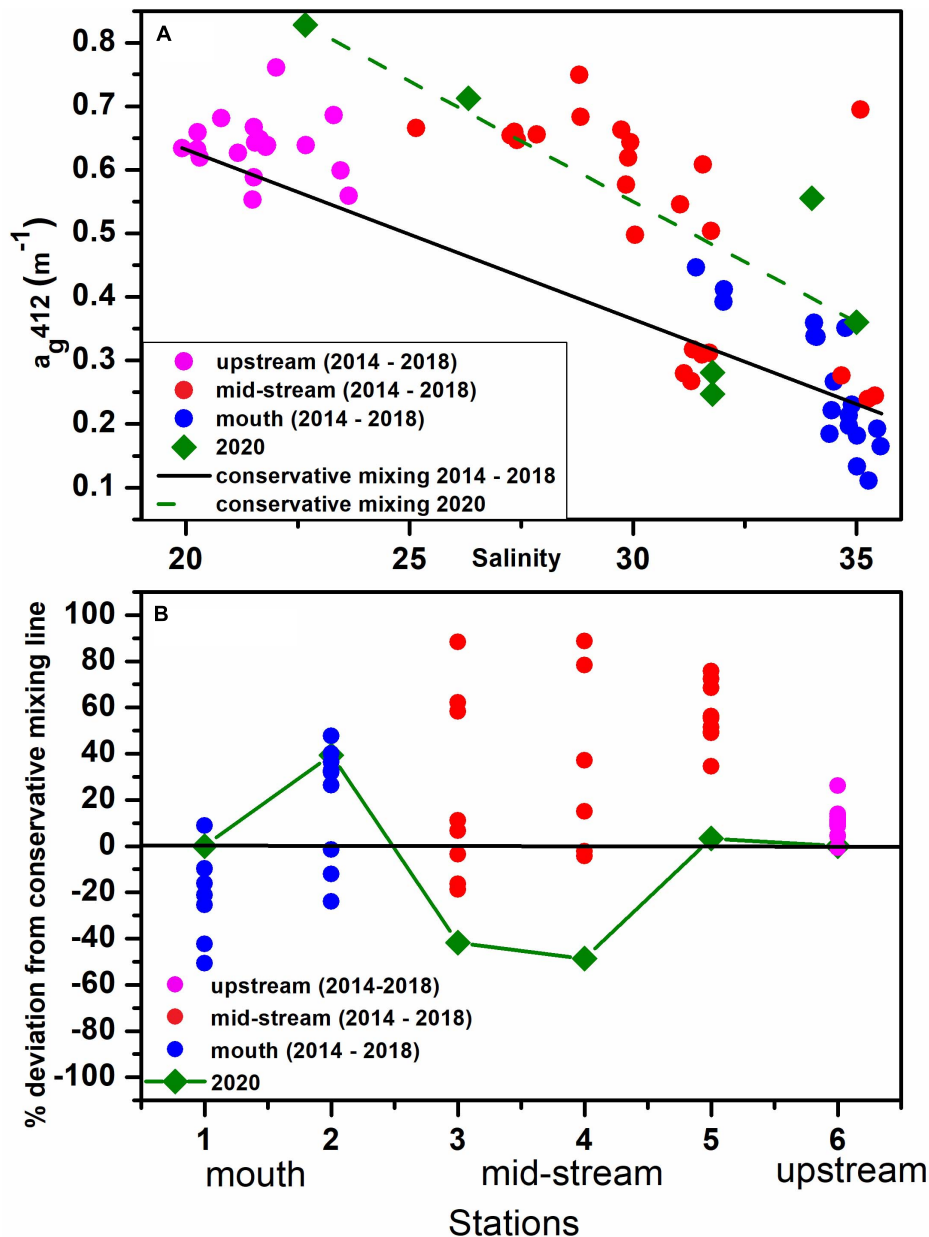 A
0.8
0.7
0.6
0.5
0.4
0.3
0.2
0.1
ag412 (m-1)
upstream (2014 - 2018)
mid-stream (2014 - 2018)
mouth (2014 - 2018)
2020
conservative mixing 2014 - 2018
conservative mixing 2020
20 25 Salinity 30 35
B
100
80
60
40
20
0
-20
-40
-60
-80
-100
% deviation from conservative mixing line
upstream (2014-2018)
mid-stream (2014 - 2018)
mouth (2014 - 2018)
2020
1 2 3 4 5 6
mouth mid-stream upstream
Stations